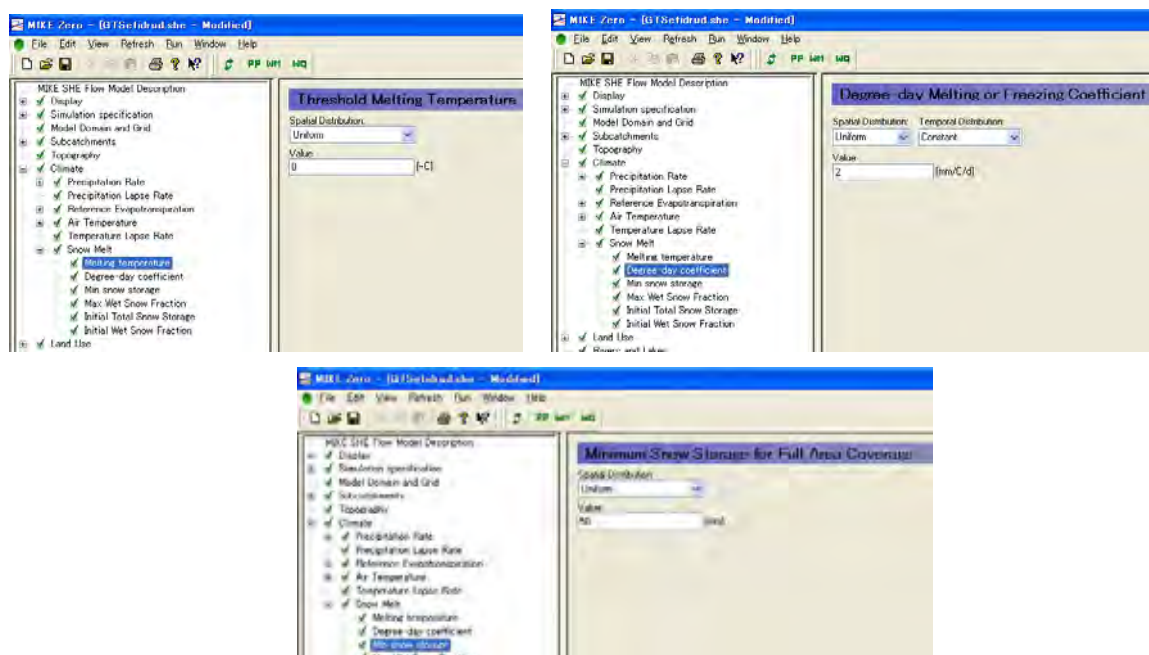 MIKE Zero - [GTSefidrud.she - Modified]
File Edit View Refresh Run Window Help
PP WM WQ
MIKE SHE Flow Model Description
Display
Simulation specification
Model Domain and Grid
Subcatchments
Topography
Climate
Precipitation Rate
Precipitation Lapse Rate
Reference Evapotranspiration
Air Temperature
Temperature Lapse Rate
Snow Melt
Melting temperature
Degree-day coefficient
Min snow storage
Max Wet Snow Fraction
Initial Total Snow Storage
Initial Wet Snow Fraction
Land Use
Threshold Melting Temperature
Spatial Distribution:
Uniform
Value
0 [~C]
MIKE Zero - [GTSefidrud.she - Modified]
File Edit View Refresh Run Window Help
PP WM WQ
MIKE SHE Flow Model Description
Display
Simulation specification
Model Domain and Grid
Subcatchments
Topography
Climate
Precipitation Rate
Precipitation Lapse Rate
Reference Evapotranspiration
Air Temperature
Temperature Lapse Rate
Snow Melt
Melting temperature
Degree-day coefficient
Min snow storage
Max Wet Snow Fraction
Initial Total Snow Storage
Initial Wet Snow Fraction
Land Use
Rivers and Lakes
Degree-day Melting or Freezing Coefficient
Spatial Distribution: Temporal Distribution:
Uniform Constant
Value
2 [mm/C/d]
MIKE Zero - [GTSefidrud.she - Modified]
File Edit View Refresh Run Window Help
PP WM WQ
MIKE SHE Flow Model Description
Display
Simulation specification
Model Domain and Grid
Subcatchments
Topography
Climate
Precipitation Rate
Precipitation Lapse Rate
Reference Evapotranspiration
Air Temperature
Temperature Lapse Rate
Snow Melt
Melting temperature
Degree-day coefficient
Min snow storage
Minimum Snow Storage for Full Area Coverage
Spatial Distribution:
Uniform
Value
[mm]